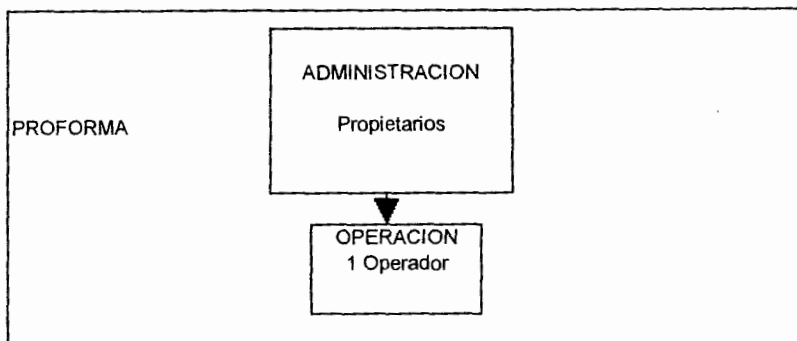 ADMINISTRACION
PROFORMA
Propietarios
OPERACION
1 Operador